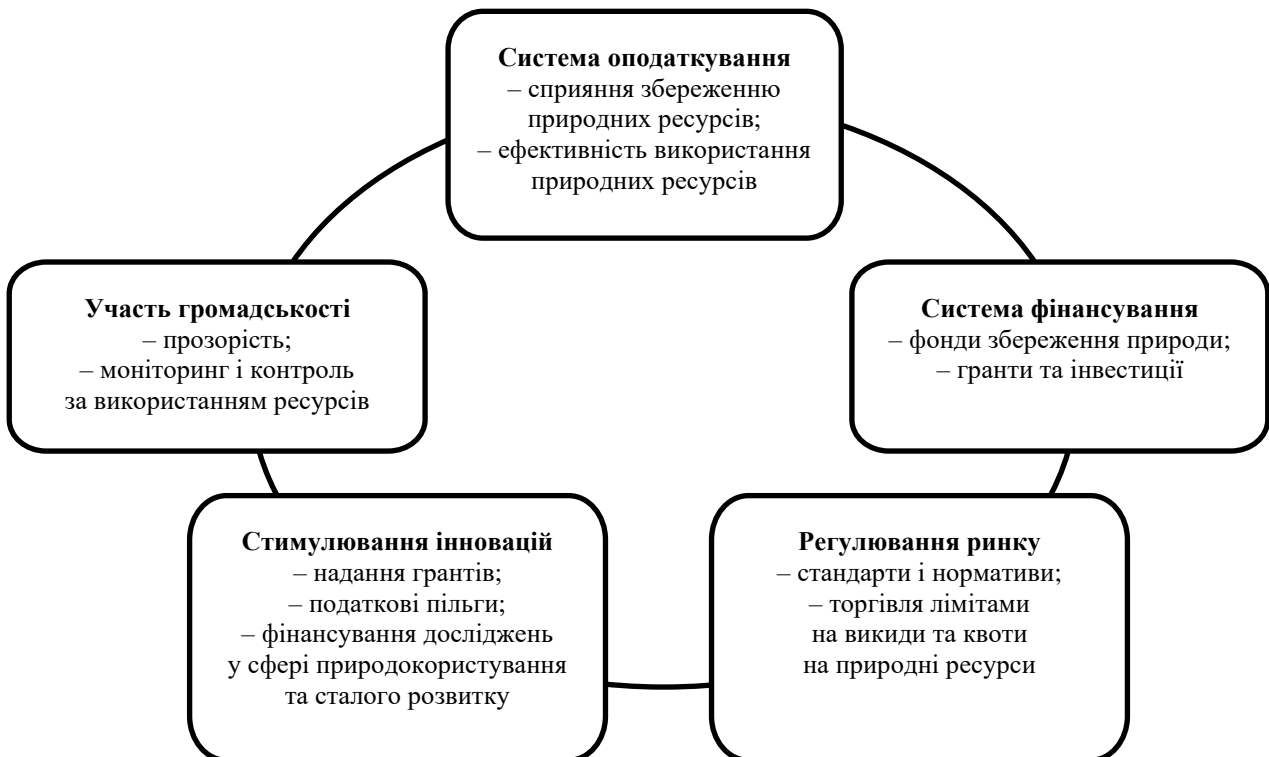 Система оподаткування
– сприяння збереженню
природних ресурсів;
– ефективність використання
природних ресурсів
Участь громадськості
– прозорість;
– моніторинг і контроль
за використанням ресурсів
Система фінансування
– фонди збереження природи;
– гранти та інвестиції
Стимулювання інновацій
– надання грантів;
– податкові пільги;
– фінансування досліджень
у сфері природокористування
та сталого розвитку
Регулювання ринку
– стандарти і нормативи;
– торгівля лімітами
на викиди та квоти
на природні ресурси